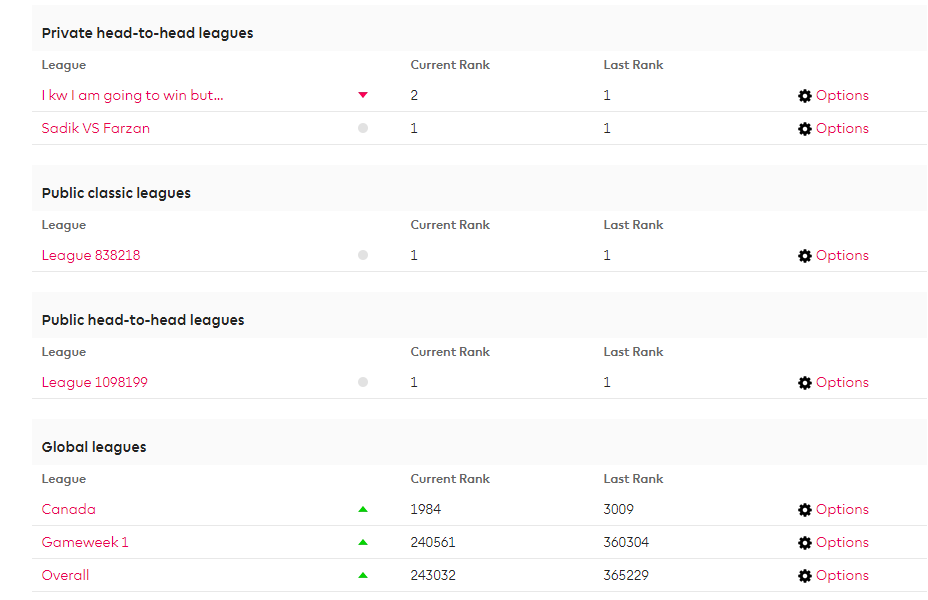 Private head-to-head leagues
League Current Rank Last Rank
I kw I am going to win but... 2 1 Options
Sadik VS Farzan 1 1 Options
Public classic leagues
League Current Rank Last Rank
League 838218 1 1 Options
Public head-to-head leagues
League Current Rank Last Rank
League 1098199 1 1 Options
Global leagues
League Current Rank Last Rank
Canada 1984 3009 Options
Gameweek 1 240561 360304 Options
Overall 243032 365229 Options